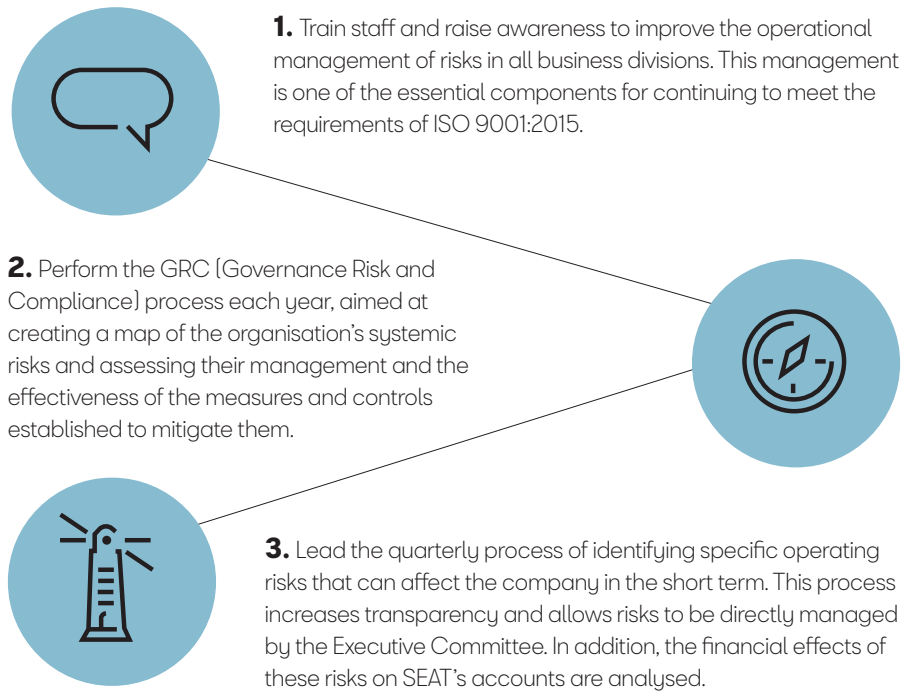 1. Train staff and raise awareness to improve the operational
management of risks in all business divisions. This management
is one of the essential components for continuing to meet the
requirements of ISO 9001:2015.
2. Perform the GRC (Governance Risk and
Compliance) process each year, aimed at
creating a map of the organisation’s systemic
risks and assessing their management and the
effectiveness of the measures and controls
established to mitigate them.
3. Lead the quarterly process of identifying specific operating
risks that can affect the company in the short term. This process
increases transparency and allows risks to be directly managed
by the Executive Committee. In addition, the financial effects of
these risks on SEAT’s accounts are analysed.